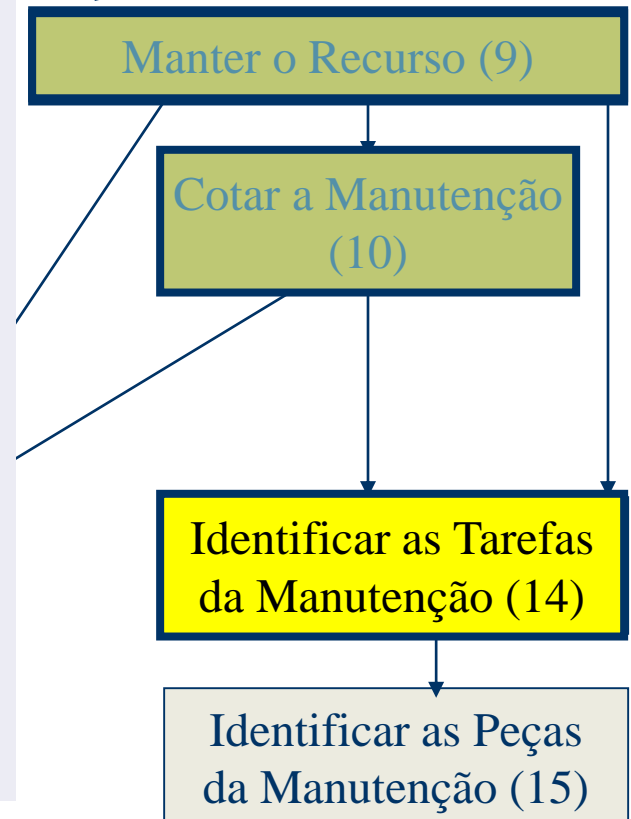 Manter o Recurso (9)
Cotar a Manutenção
(10)
Identificar as Tarefas
da Manutenção (14)
Identificar as Peças
da Manutenção (15)